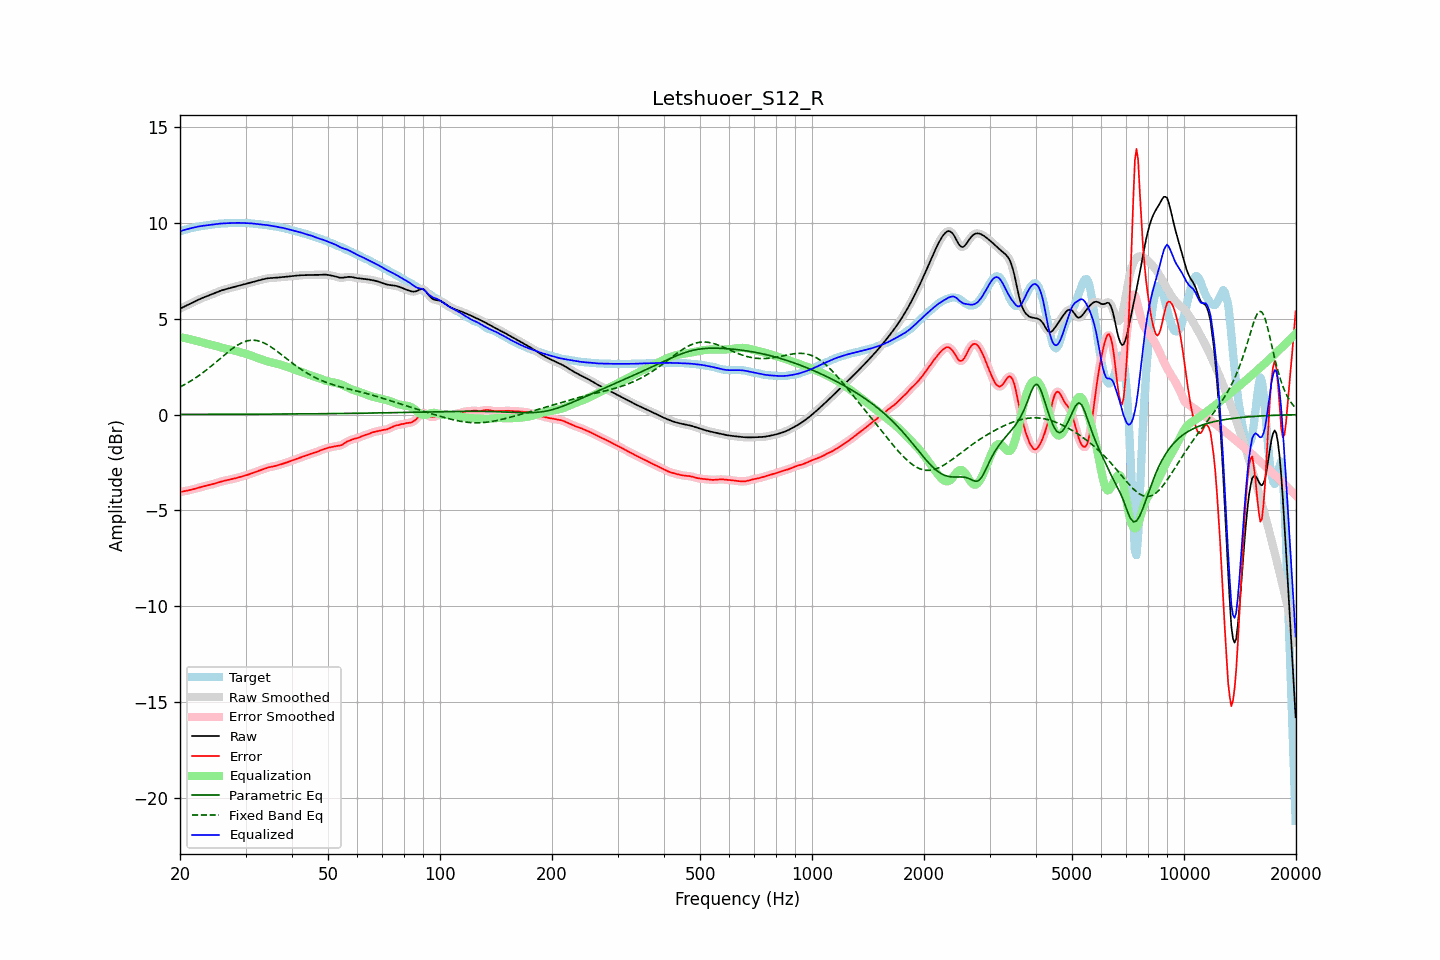 Letshuoer_S12_R
Amplitude (dBr)
15
10
5
0
−5
−10
−15
−20
Target
Raw Smoothed
Error Smoothed
Raw
Error
Equalization
Parametric Eq
Fixed Band Eq
Equalized
20 50 100 200 500 1000 2000 5000 10000 20000
Frequency (Hz)